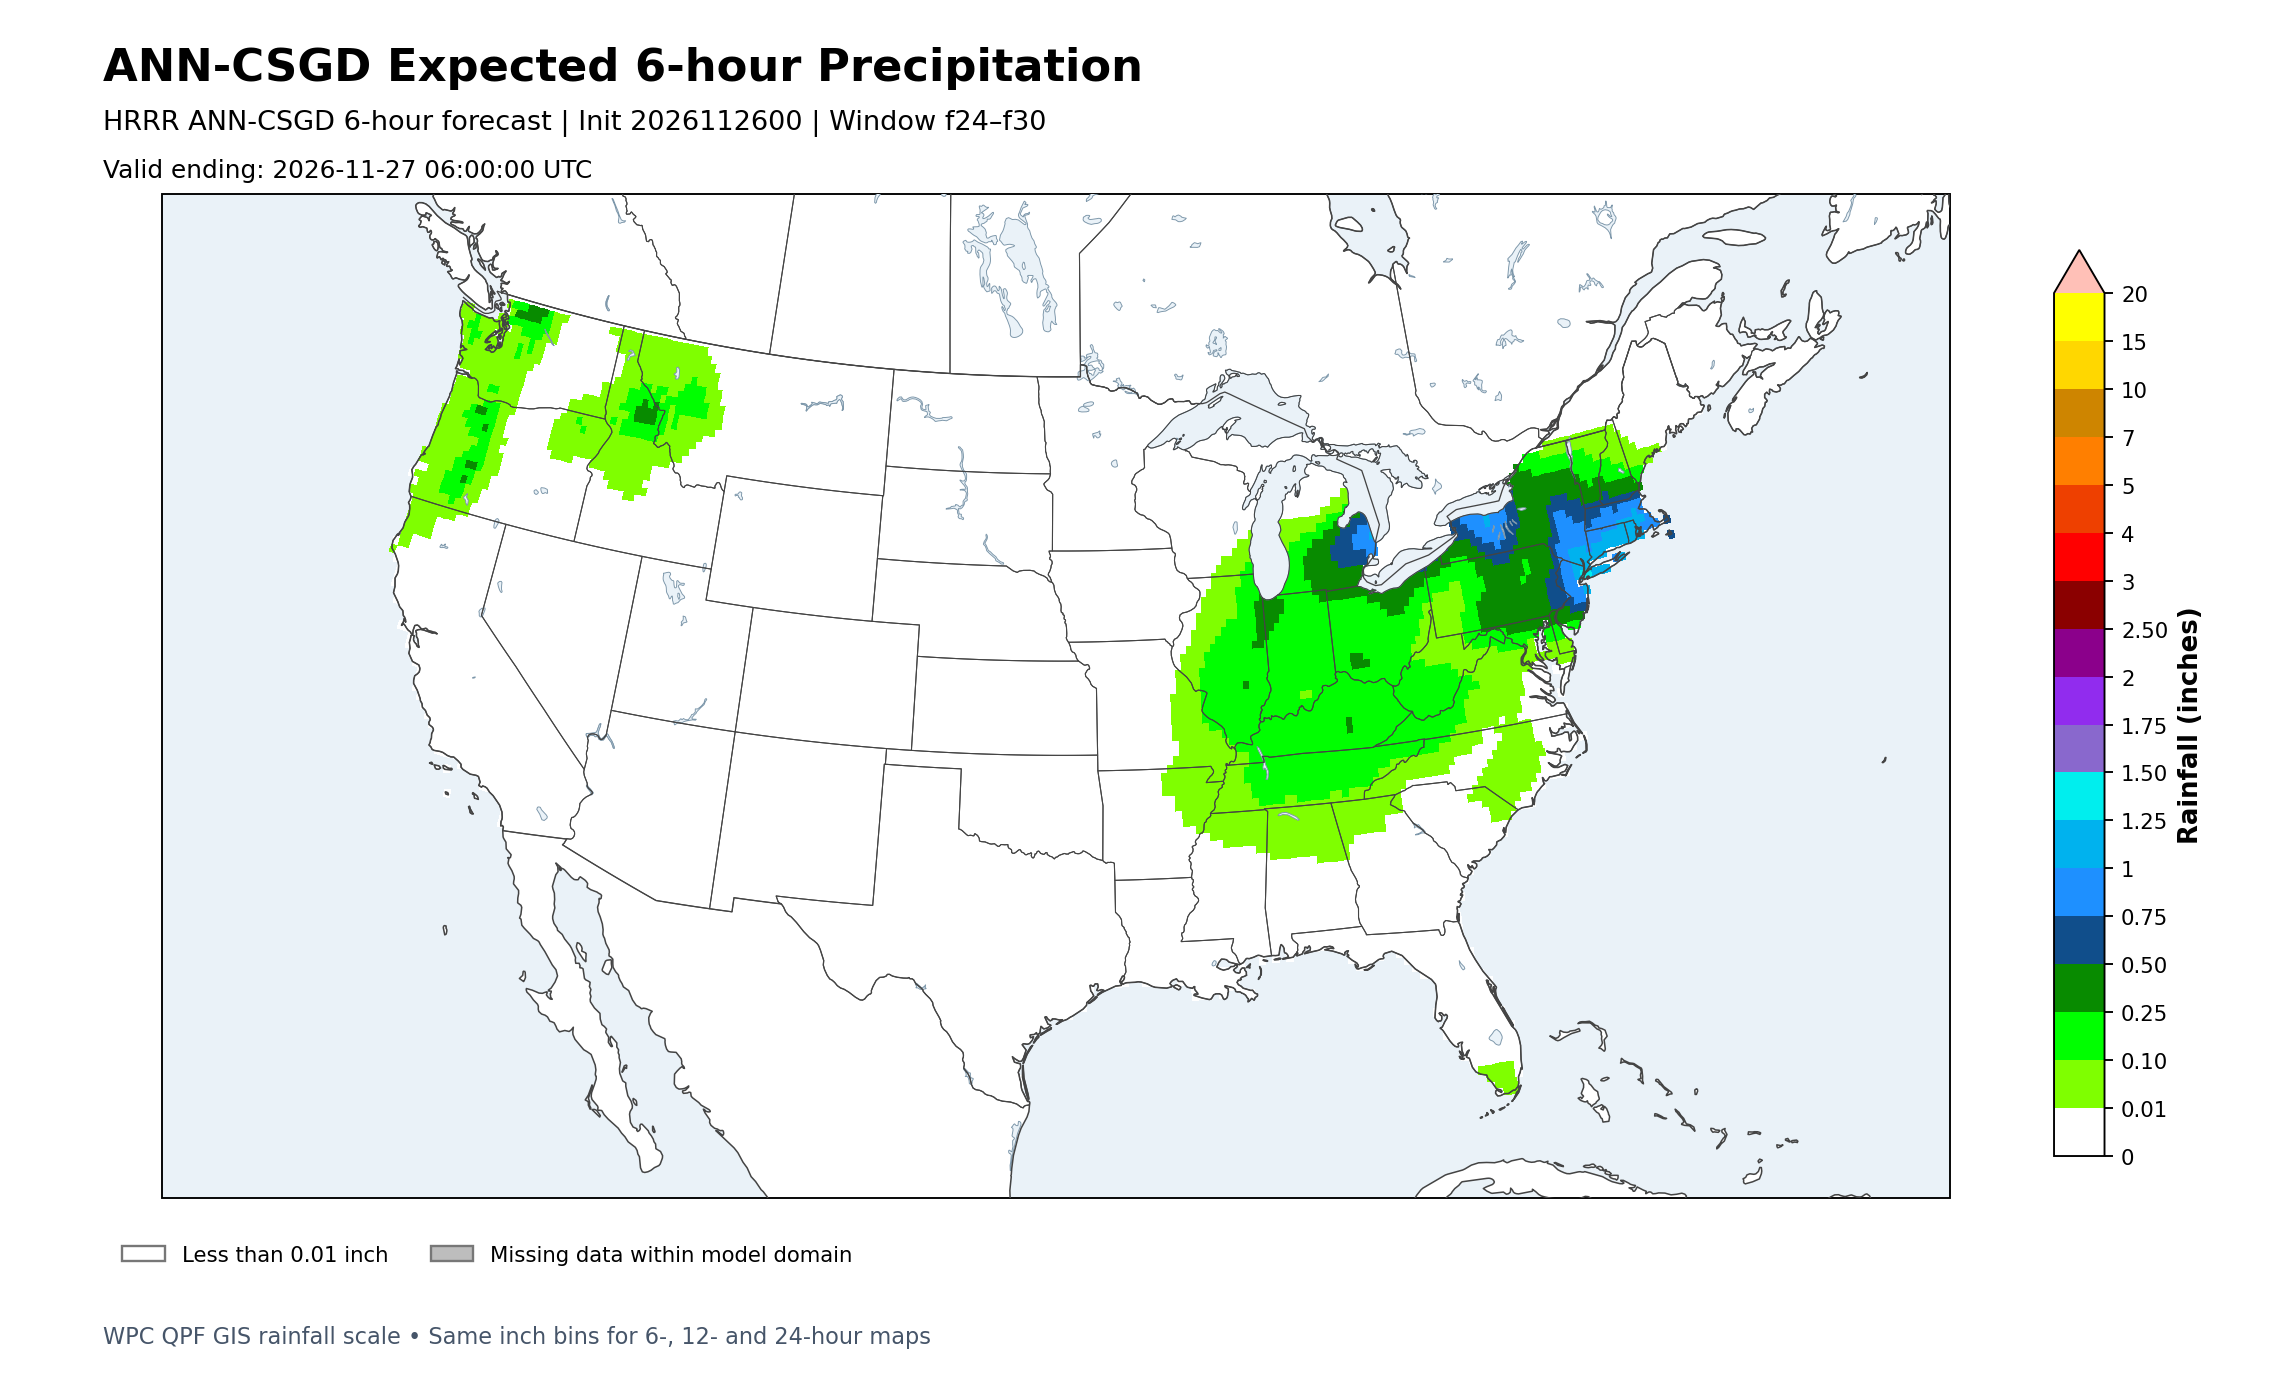 ANN-CSGD Expected 6-hour Precipitation
HRRR ANN-CSGD 6-hour forecast | Init 2026112600 | Window f24–f30
Valid ending: 2026-11-27 06:00:00 UTC
20
15
10
7
5
4
3
2.50
2
1.75
1.50
1.25
1
0.75
0.50
0.25
0.10
0.01
0
Rainfall (inches)
Less than 0.01 inch
Missing data within model domain
WPC QPF GIS rainfall scale • Same inch bins for 6-, 12- and 24-hour maps